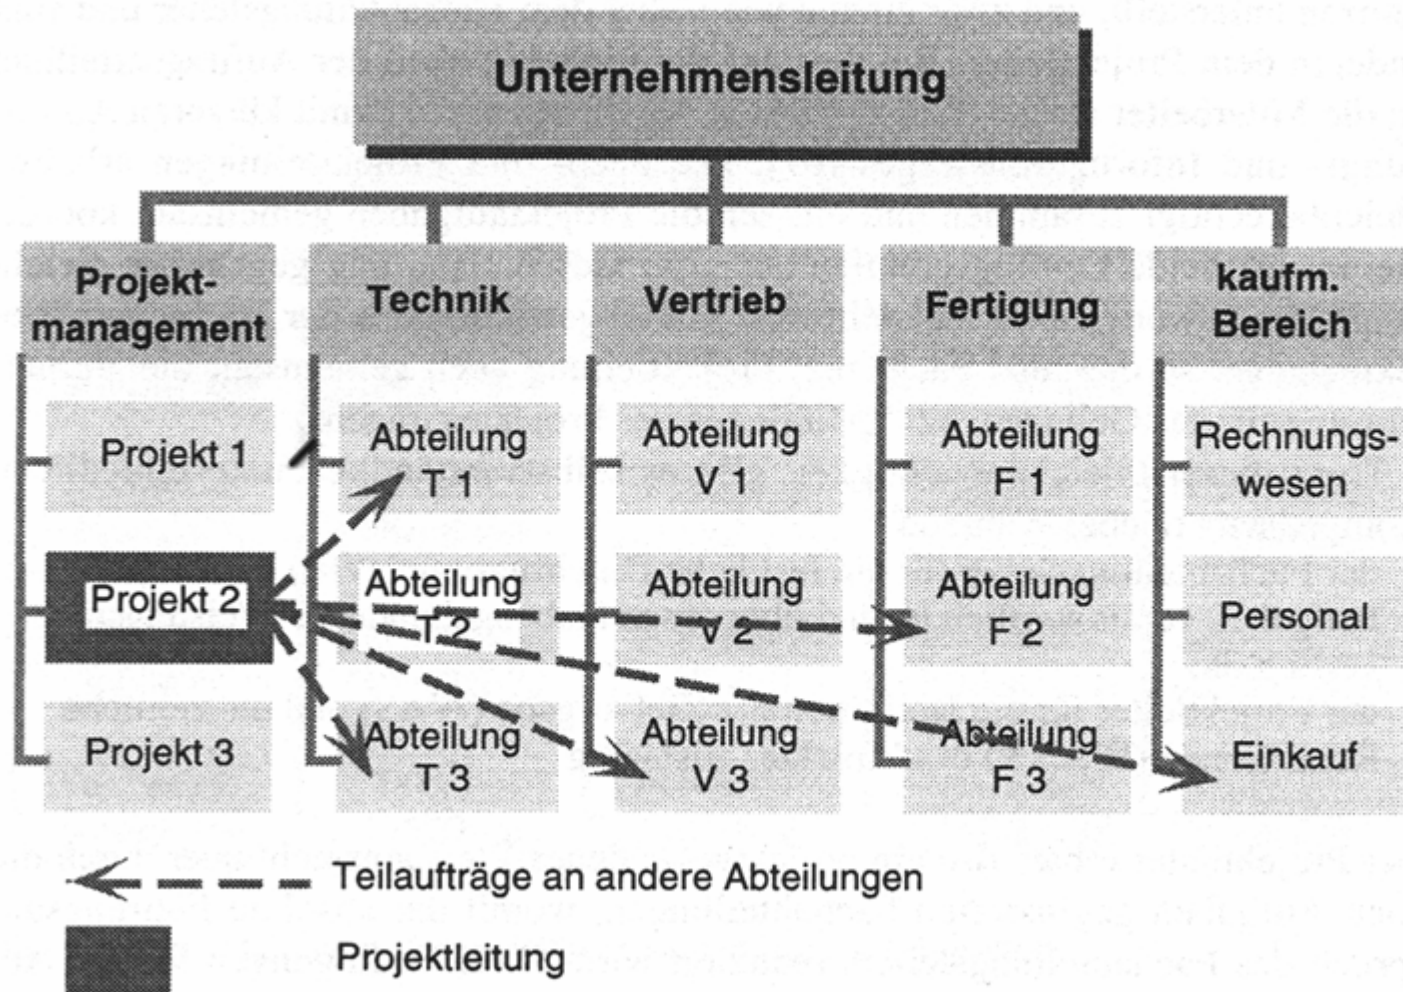 Unternehmensleitung
Projekt-
management
Technik
Vertrieb
Fertigung
kaufm.
Bereich
Projekt 1
Abteilung
T 1
Abteilung
V 1
Abteilung
F 1
Rechnungs-
wesen
Projekt 2
Abteilung
T 2
Abteilung
V 2
Abteilung
F 2
Personal
Projekt 3
Abteilung
T 3
Abteilung
V 3
Abteilung
F 3
Einkauf
Teilaufträge an andere Abteilungen
Projektleitung